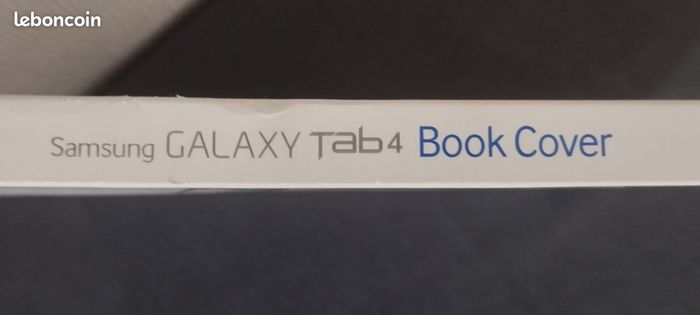 leboncoin
Samsung GALAXY Tab4 Book Cover